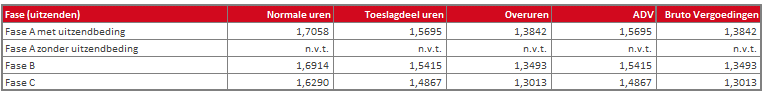 Fase (uitzenden) Normale uren Toeslagdeel uren Overuren ADV Bruto Vergoedingen
Fase A met uitzendbeding 1,7058 1,5695 1,3842 1,5695 1,3842
Fase A zonder uitzendbeding n.v.t. n.v.t. n.v.t. n.v.t. n.v.t.
Fase B 1,6914 1,5415 1,3493 1,5415 1,3493
Fase C 1,6290 1,4867 1,3013 1,4867 1,3013